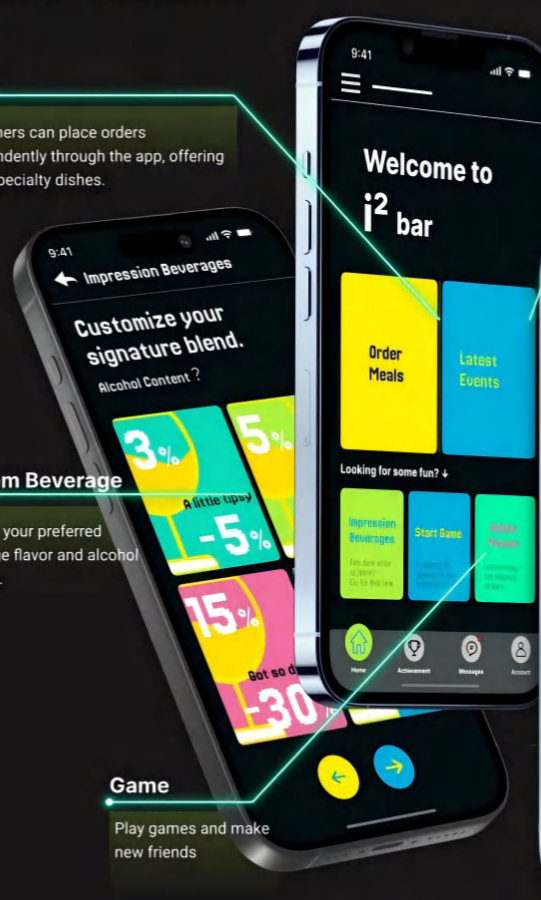 ners can place orders
ndently through the app, offering
pecialty dishes.
9:41
Impression Beverages
Customize your
signature blend.
Alcohol Content?
3%
A little tipsy
-5%
5%
15%
Got so d
-30
m Beverage
your preferred
ge flavor and alcohol
Game
Play games and make
new friends
9:41
Welcome to
i² bar
Order
Meals
Latest
Events
Looking for some fun? ↓
Impression
Beverages
Start Game
Home
Achievement
Messages
Account